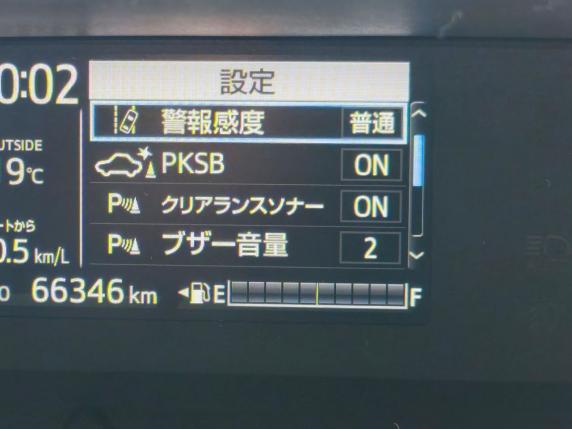 0:02
設定
警報感度 普通
UTSIDE
PKSB ON
9℃
P クリアランスソナー ON
ートから
P ブザー音量 2
0.5 km/L
66346 km E F